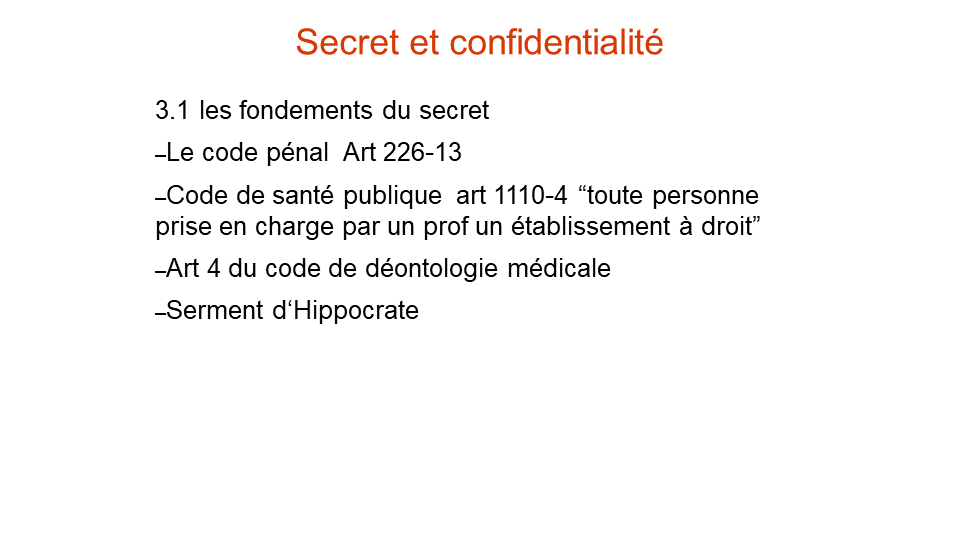 Secret et confidentialité
3.1 les fondements du secret
–Le code pénal  Art 226-13
–Code de santé publique  art 1110-4 “toute personne
prise en charge par un prof un établissement à droit”
–Art 4 du code de déontologie médicale
–Serment d‘Hippocrate